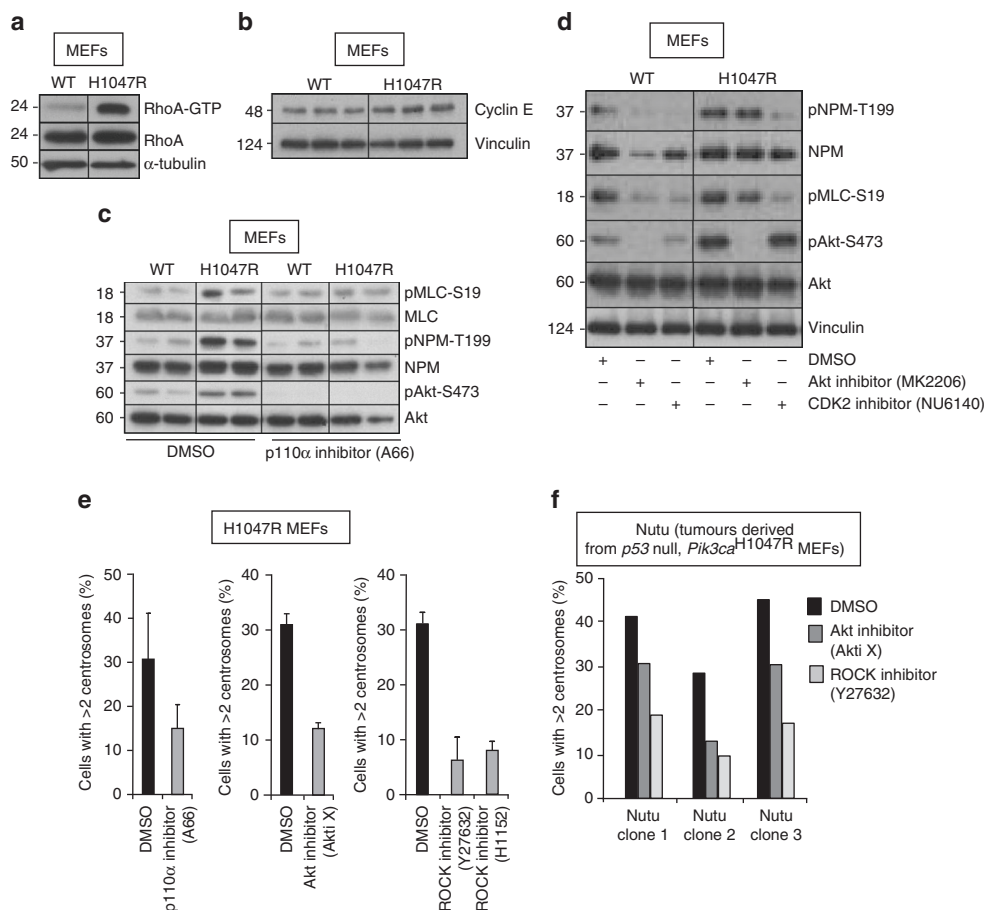 a
MEFs
WT H1047R
24 RhoA-GTP
24 RhoA
50 α-tubulin
b
MEFs
WT H1047R
48 Cyclin E
124 Vinculin
c
MEFs
WT H1047R WT H1047R
18 pMLC-S19
18 MLC
37 pNPM-T199
37 NPM
60 pAkt-S473
60 Akt
DMSO p110α inhibitor (A66)
d
MEFs
WT H1047R
37 pNPM-T199
37 NPM
18 pMLC-S19
60 pAkt-S473
60 Akt
124 Vinculin
+ – – + – – DMSO
– + – – + – Akt inhibitor (MK2206)
– – + – – + CDK2 inhibitor (NU6140)
e
H1047R MEFs
Cells with >2 centrosomes (%)
50
40
30
20
10
0
DMSO
p110α inhibitor
(A66)
Cells with >2 centrosomes (%)
40
30
20
10
0
DMSO
Akt inhibitor
(Akti X)
Cells with >2 centrosomes (%)
40
30
20
10
0
DMSO
ROCK inhibitor
(Y27632)
ROCK inhibitor
(H1152)
f
Nutu (tumours derived
from p53 null, Pik3caH1047R MEFs)
Cells with >2 centrosomes (%)
50
40
30
20
10
0
Nutu
clone 1
Nutu
clone 2
Nutu
clone 3
DMSO
Akt inhibitor
(Akti X)
ROCK inhibitor
(Y27632)